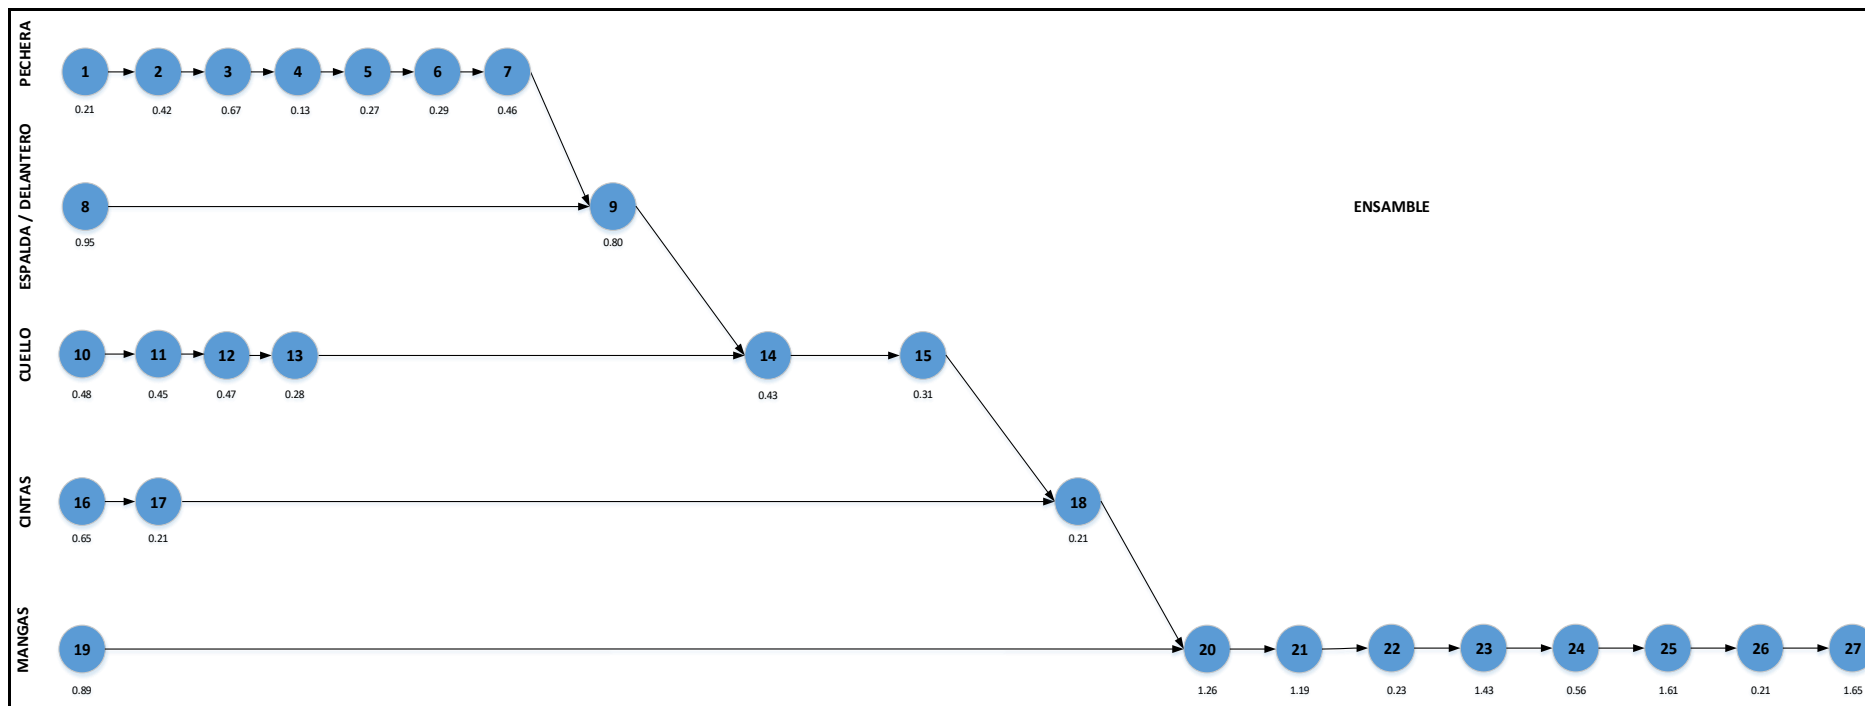 PECHERA
1 2 3 4 5 6 7
0.21 0.42 0.67 0.13 0.27 0.29 0.46
ESPALDA / DELANTERO
8 9
ENSAMBLE
0.95 0.80
CUELLO
10 11 12 13 14 15
0.48 0.45 0.47 0.28 0.43 0.31
CINTAS
16 17 18
0.65 0.21 0.21
MANGAS
19 20 21 22 23 24 25 26 27
0.89 1.26 1.19 0.23 1.43 0.56 1.61 0.21 1.65